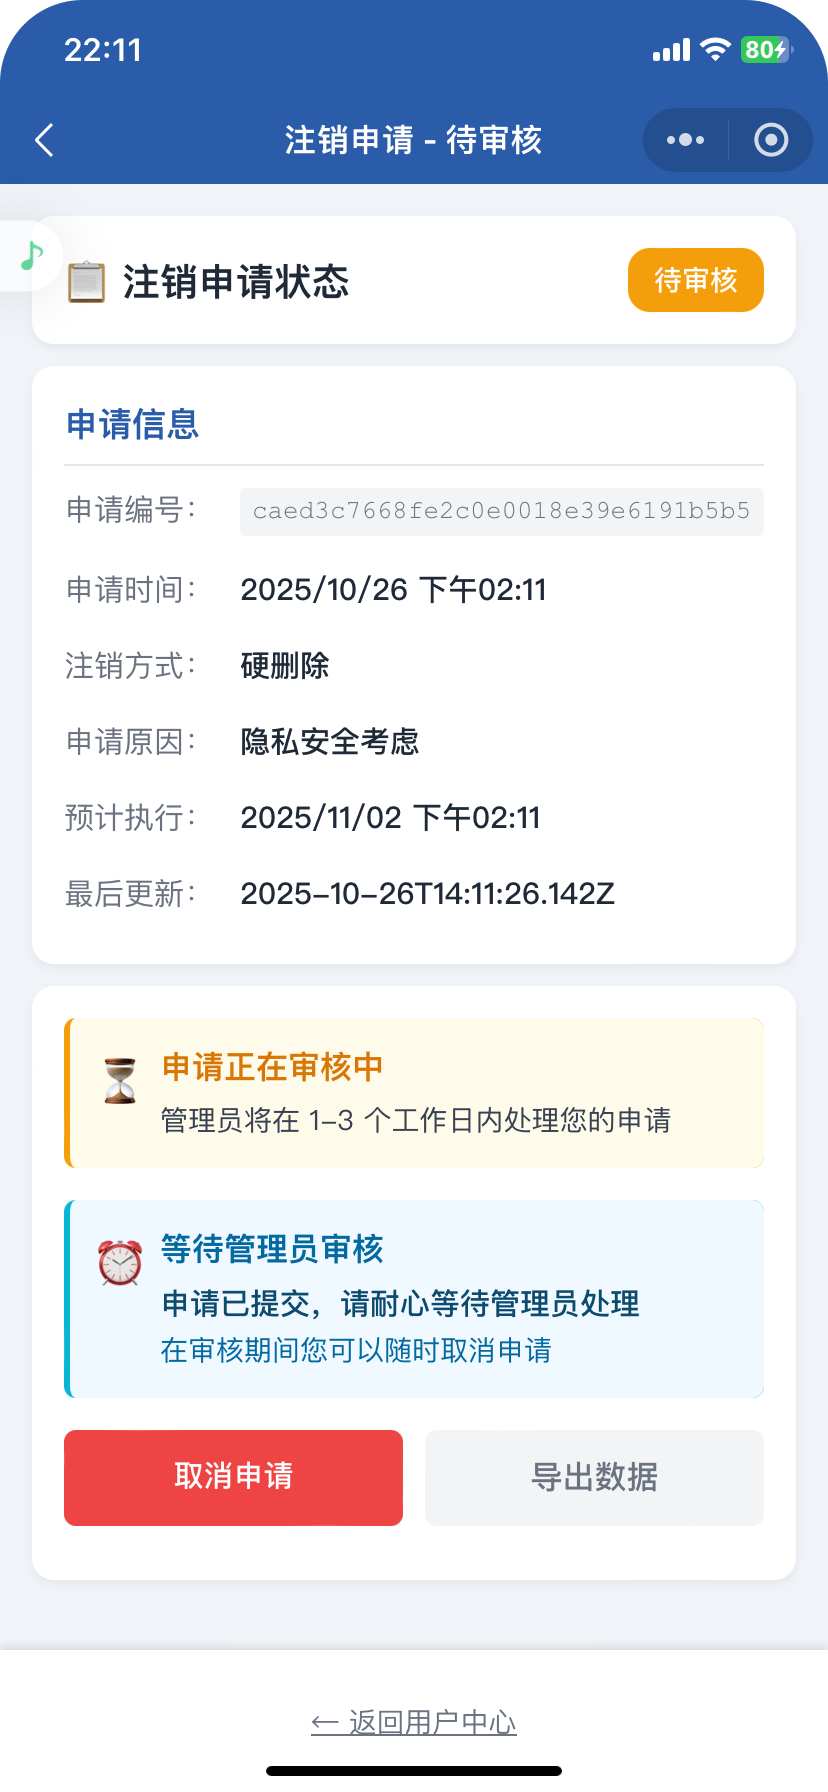 22:11
80
注销申请 - 待审核
注销申请状态
待审核
申请信息
申请编号：
caed3c7668fe2c0e0018e39e6191b5b5
申请时间：
2025/10/26 下午02:11
注销方式：
硬删除
申请原因：
隐私安全考虑
预计执行：
2025/11/02 下午02:11
最后更新：
2025-10-26T14:11:26.142Z
申请正在审核中
管理员将在 1-3 个工作日内处理您的申请
等待管理员审核
申请已提交，请耐心等待管理员处理
在审核期间您可以随时取消申请
取消申请
导出数据
← 返回用户中心